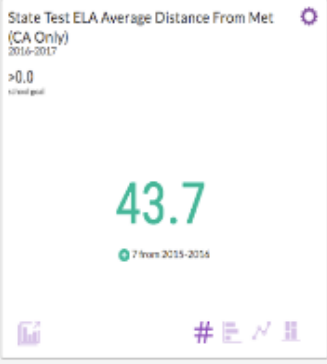 State Test ELA Average Distance From Met
(CA Only)
2016-2017
>0.0
school goal
43.7
7 from 2015-2016
#